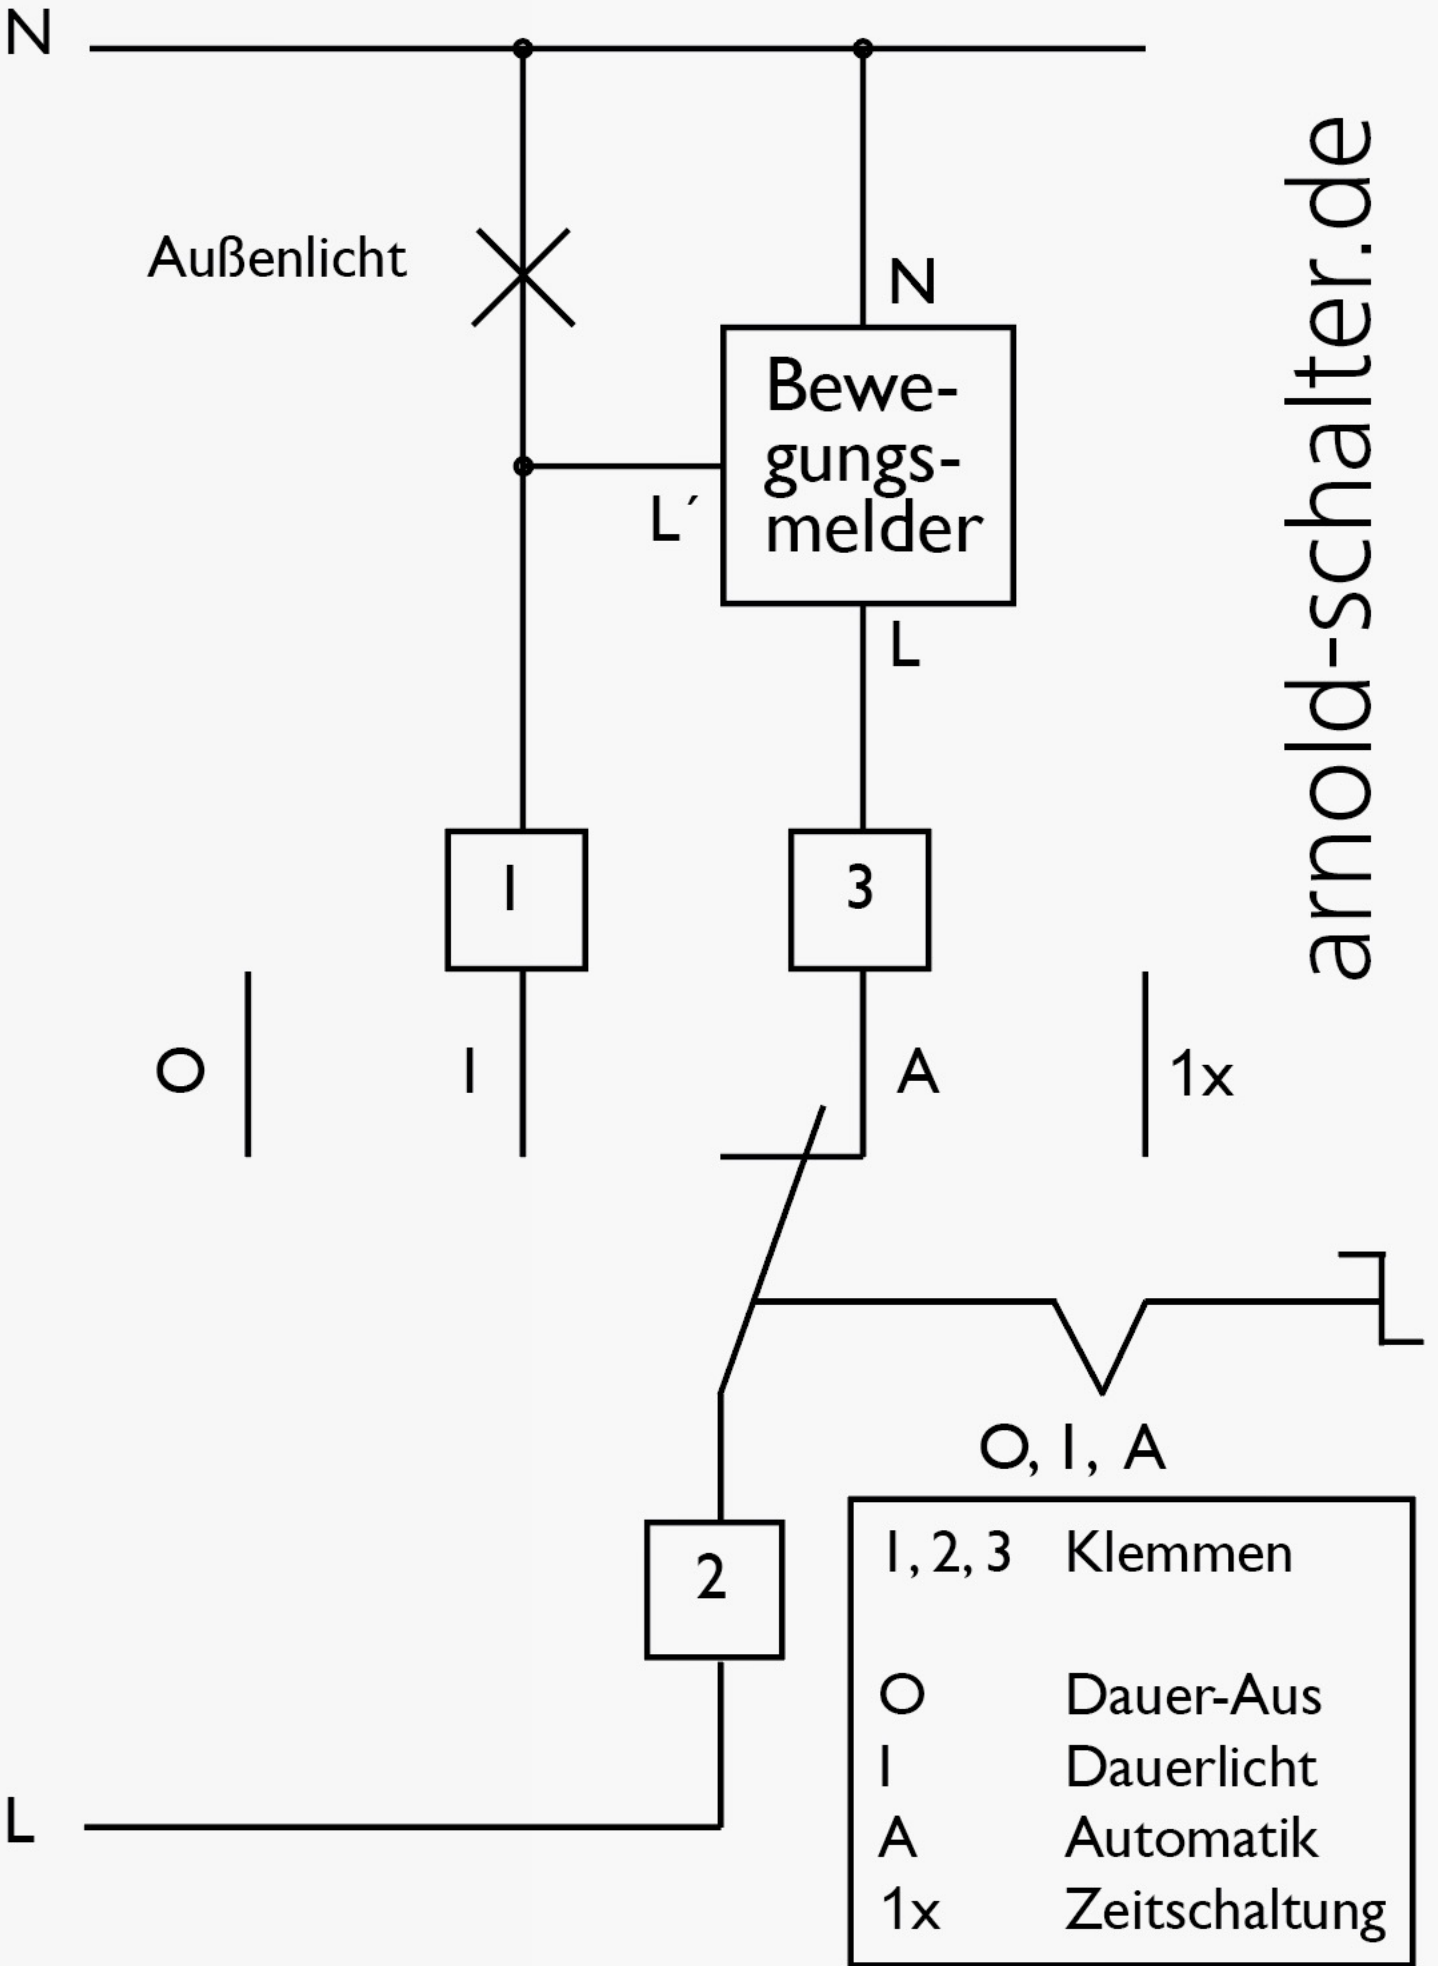 N
Außenlicht
N
Bewe-
gungs-
melder
L´
L
1
3
O
I
A
1x
O, I, A
2
L
1, 2, 3 Klemmen
O Dauer-Aus
I Dauerlicht
A Automatik
1x Zeitschaltung
arnold-schalter.de